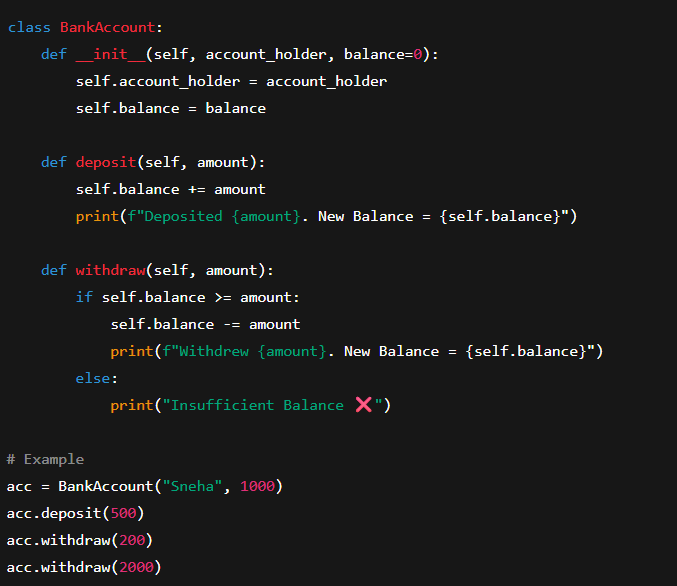 class BankAccount:
    def __init__(self, account_holder, balance=0):
        self.account_holder = account_holder
        self.balance = balance

    def deposit(self, amount):
        self.balance += amount
        print(f"Deposited {amount}. New Balance = {self.balance}")

    def withdraw(self, amount):
        if self.balance >= amount:
            self.balance -= amount
            print(f"Withdrew {amount}. New Balance = {self.balance}")
        else:
            print("Insufficient Balance ❌")

# Example
acc = BankAccount("Sneha", 1000)
acc.deposit(500)
acc.withdraw(200)
acc.withdraw(2000)